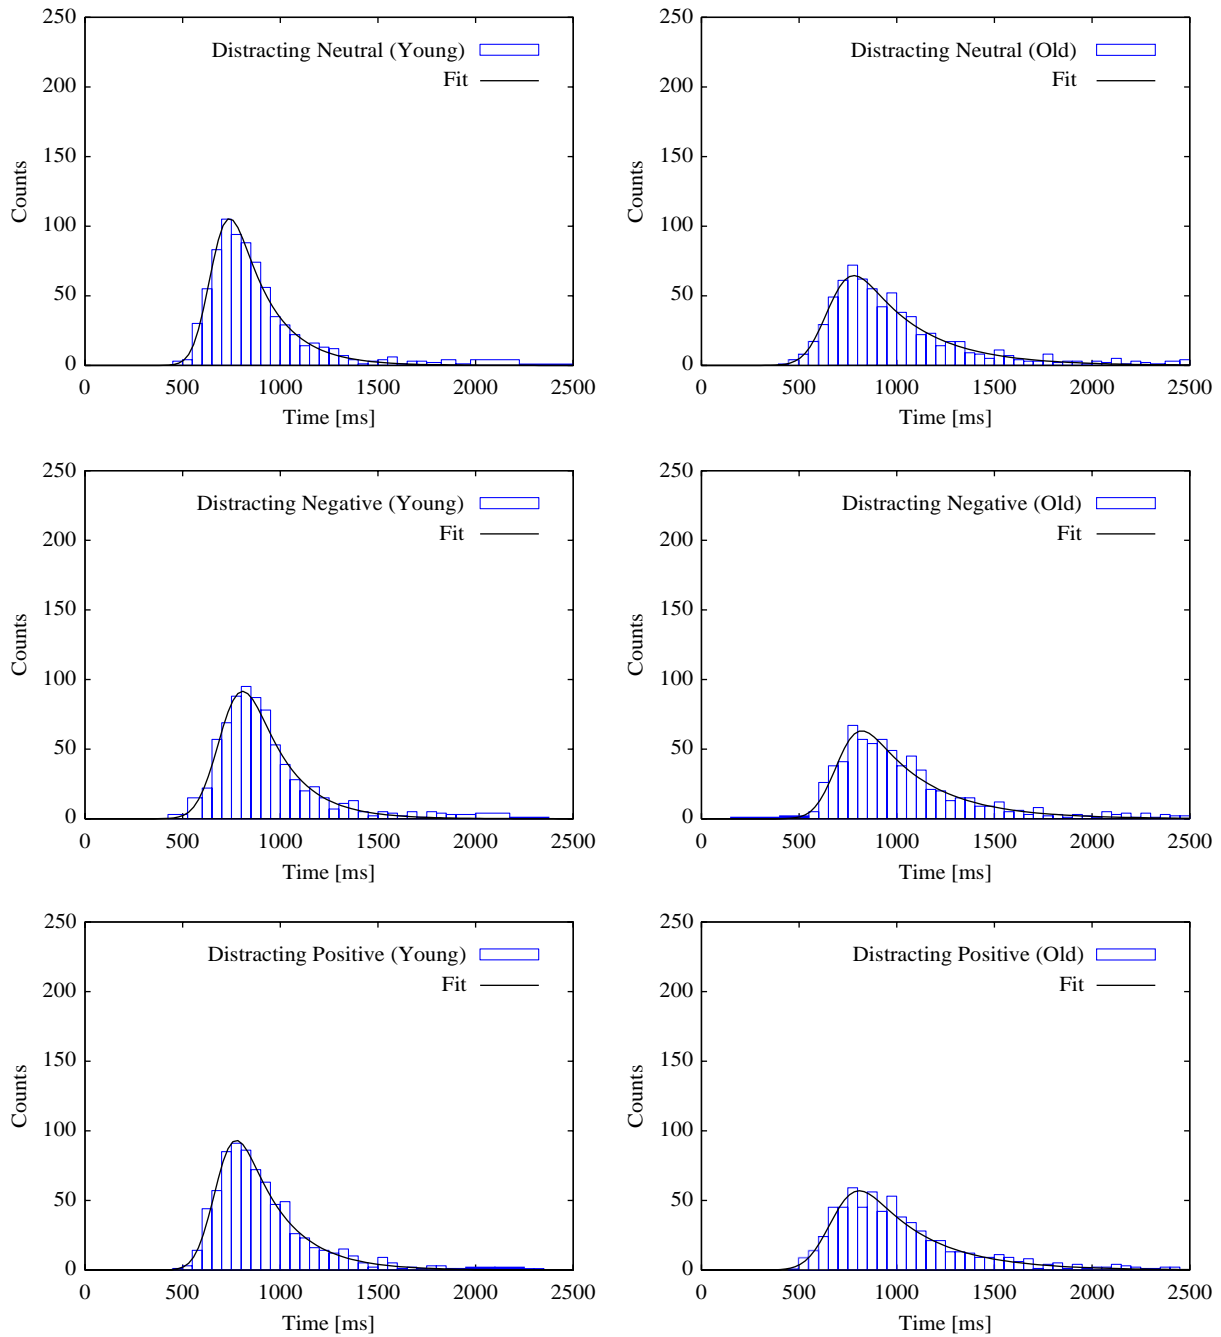 250
200
150
100
50
0
Counts
Distracting Neutral (Young)
Fit
0 500 1000 1500 2000 2500
Time [ms]
250
200
150
100
50
0
Counts
Distracting Neutral (Old)
Fit
0 500 1000 1500 2000 2500
Time [ms]
250
200
150
100
50
0
Counts
Distracting Negative (Young)
Fit
0 500 1000 1500 2000 2500
Time [ms]
250
200
150
100
50
0
Counts
Distracting Negative (Old)
Fit
0 500 1000 1500 2000 2500
Time [ms]
250
200
150
100
50
0
Counts
Distracting Positive (Young)
Fit
0 500 1000 1500 2000 2500
Time [ms]
250
200
150
100
50
0
Counts
Distracting Positive (Old)
Fit
0 500 1000 1500 2000 2500
Time [ms]